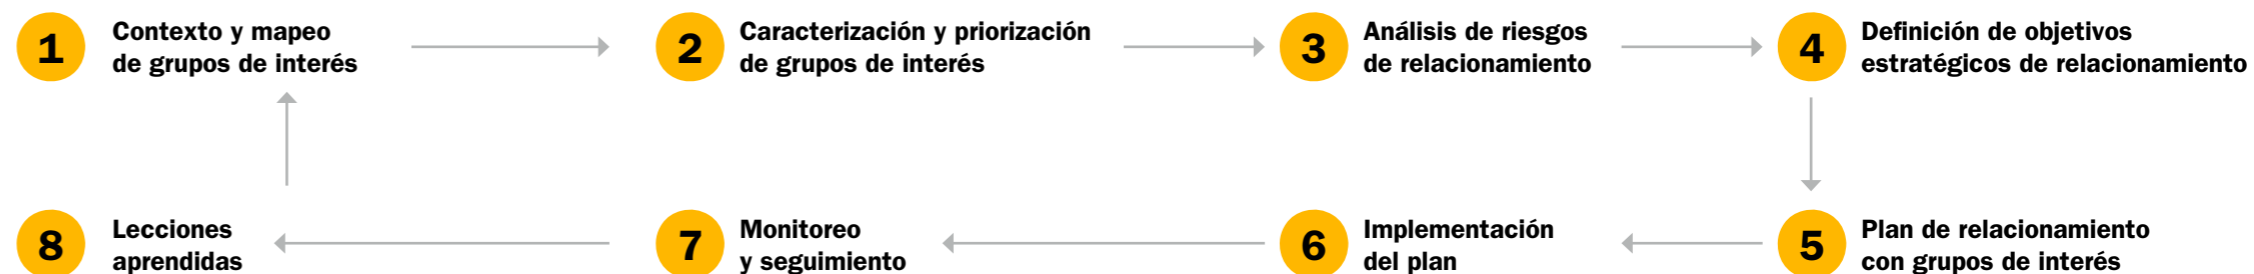 1
Contexto y mapeo
de grupos de interés
2
Caracterización y priorización
de grupos de interés
3
Análisis de riesgos
de relacionamiento
4
Definición de objetivos
estratégicos de relacionamiento
5
Plan de relacionamiento
con grupos de interés
6
Implementación
del plan
7
Monitoreo
y seguimiento
8
Lecciones
aprendidas